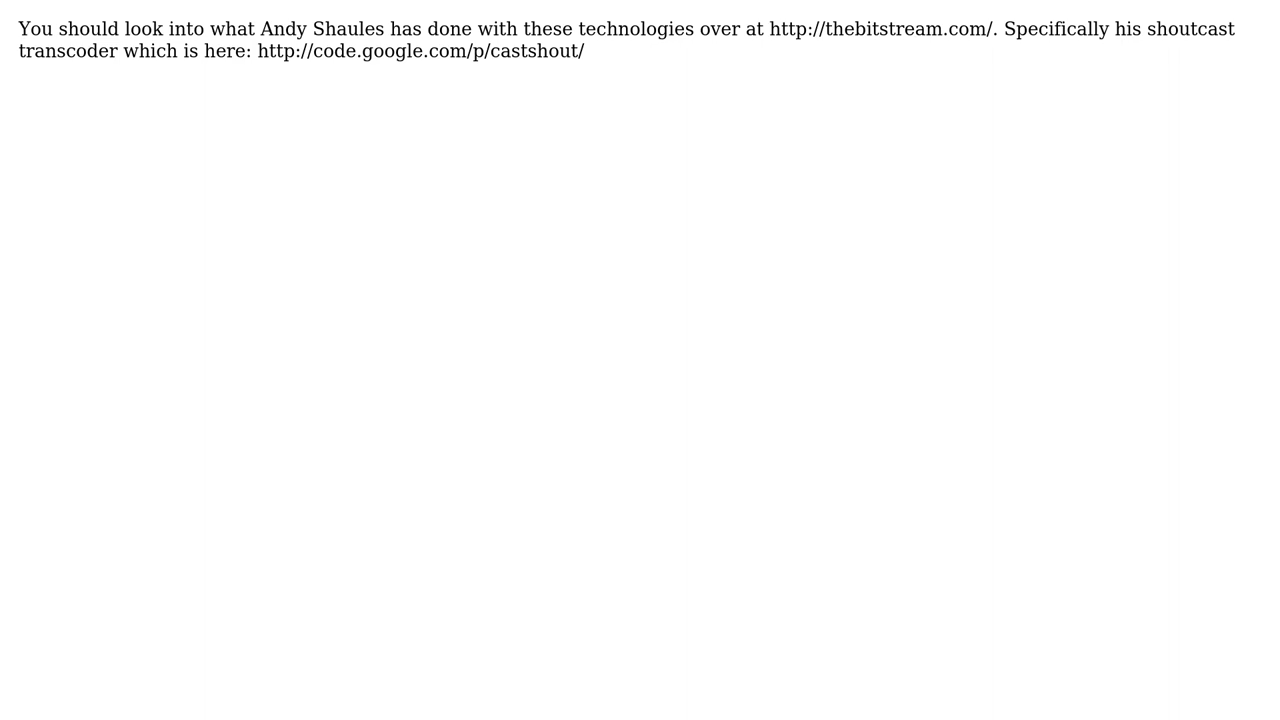 You should look into what Andy Shaules has done with these technologies over at http://thebitstream.com/. Specifically his shoutcast
transcoder which is here: http://code.google.com/p/castshout/